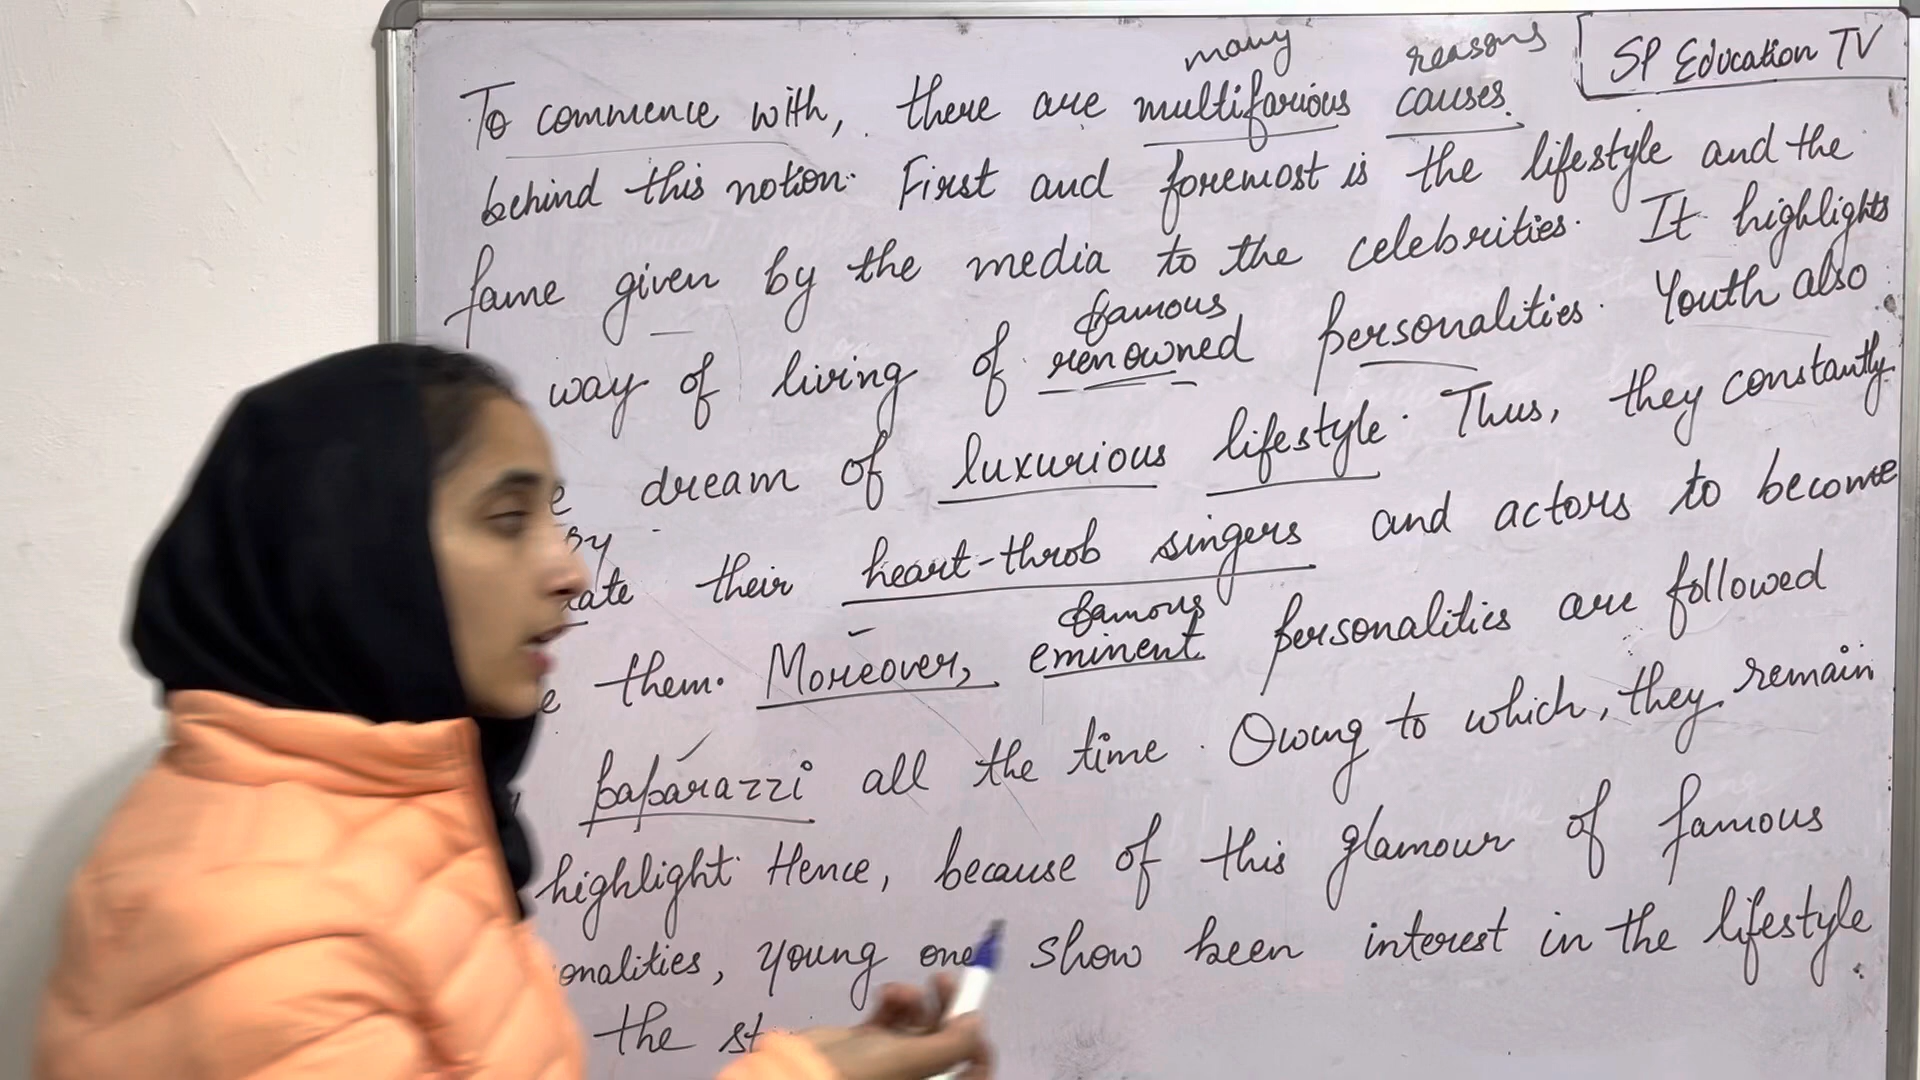 many reasons SP Education TV
To commence with, there are multifarious causes.
behind this notion. First and foremost is the lifestyle and the
fame given by the media to the celebrities. It highlights
famous
way of living of renowned personalities. Youth also
dream of luxurious lifestyle. Thus, they constantly
their heart-throb singers and actors to become
famous
them. Moreover, eminent personalities are followed
paparazzi all the time. Owing to which, they remain
highlight. Hence, because of this glamour of famous
onalities, young one show keen interest in the lifestyle
the